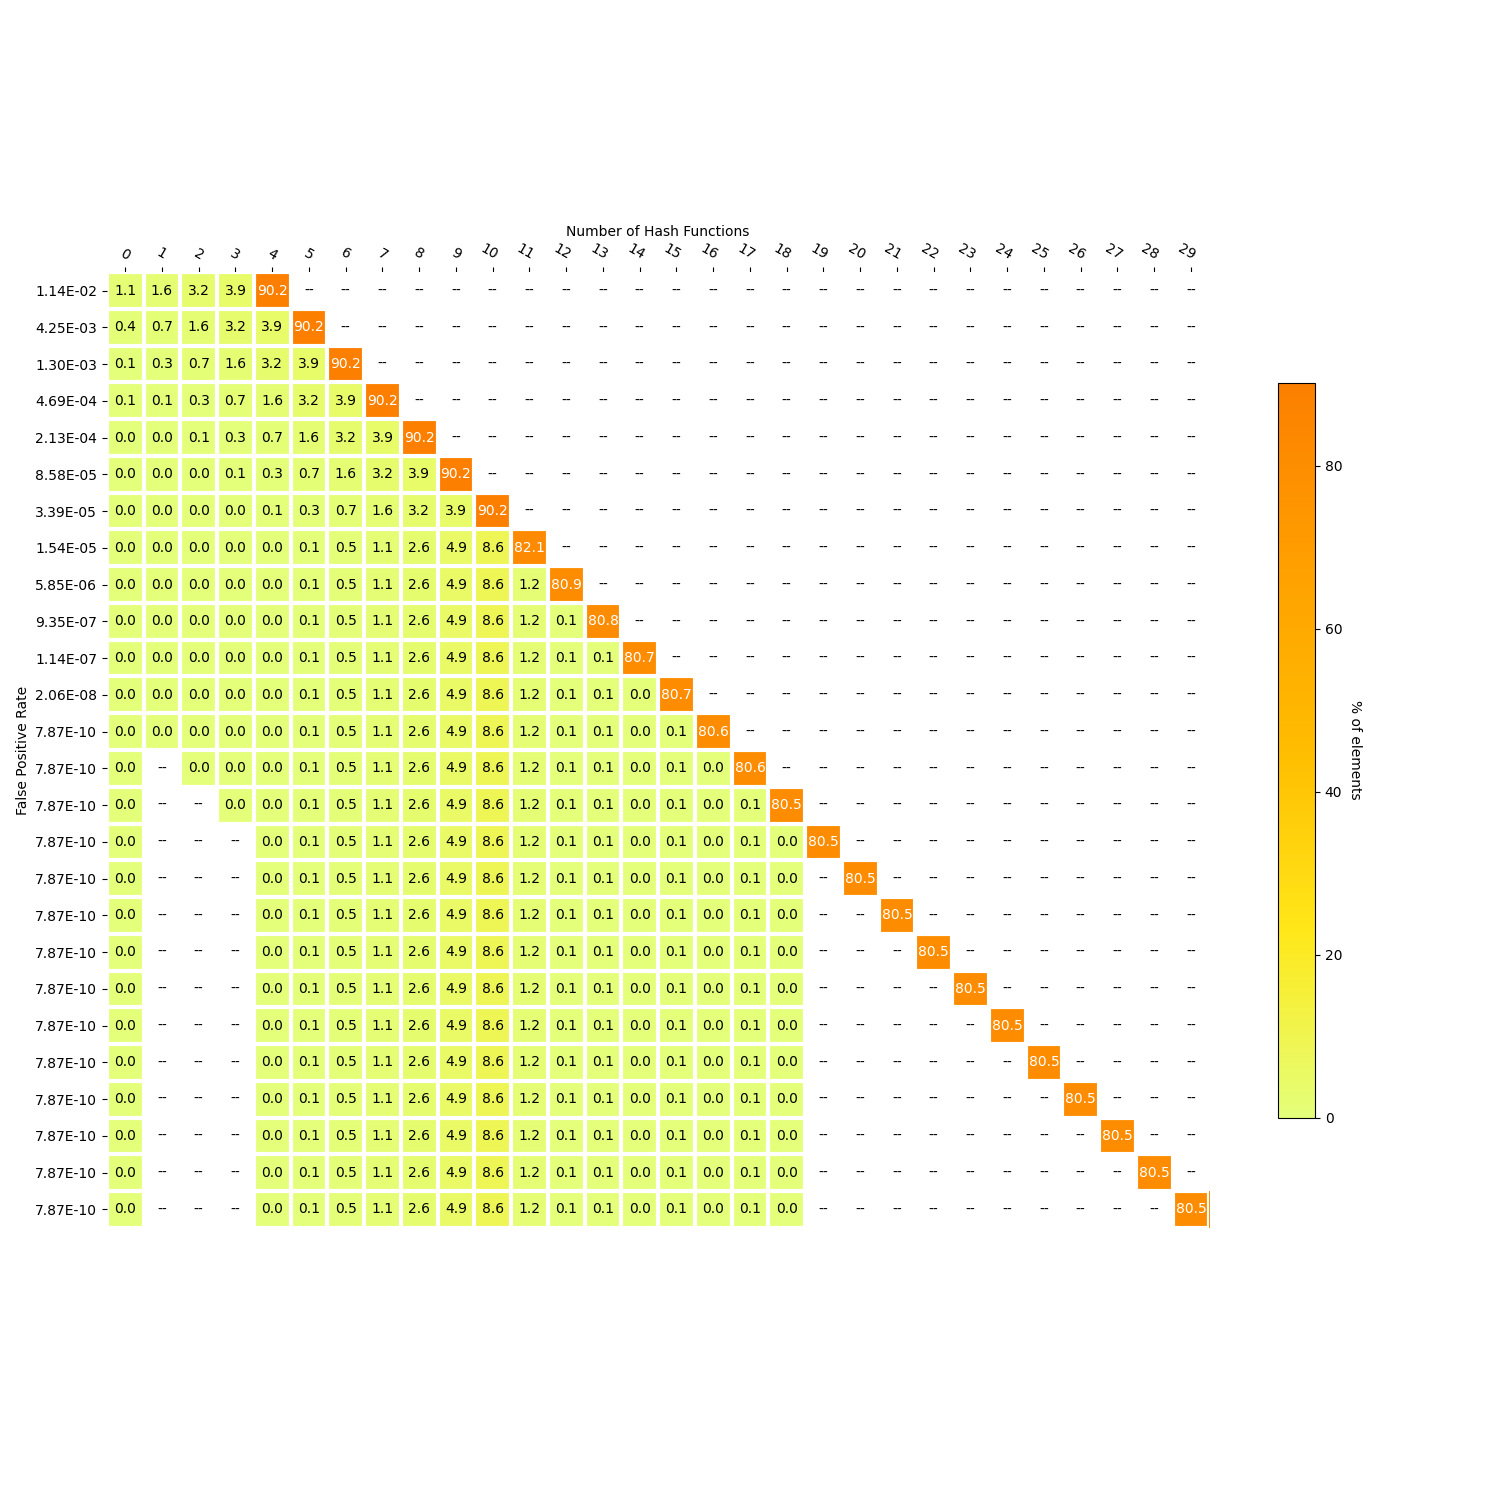 Number of Hash Functions
0 1 2 3 4 5 6 7 8 9 10 11 12 13 14 15 16 17 18 19 20 21 22 23 24 25 26 27 28 29
1.14E-02 1.1 1.6 3.2 3.9 90.2 -- -- -- -- -- -- -- -- -- -- -- -- -- -- -- -- -- -- -- -- -- -- -- -- --
4.25E-03 0.4 0.7 1.6 3.2 3.9 90.2 -- -- -- -- -- -- -- -- -- -- -- -- -- -- -- -- -- -- -- -- -- -- -- --
1.30E-03 0.1 0.3 0.7 1.6 3.2 3.9 90.2 -- -- -- -- -- -- -- -- -- -- -- -- -- -- -- -- -- -- -- -- -- -- --
4.69E-04 0.1 0.1 0.3 0.7 1.6 3.2 3.9 90.2 -- -- -- -- -- -- -- -- -- -- -- -- -- -- -- -- -- -- -- -- -- --
2.13E-04 0.0 0.0 0.1 0.3 0.7 1.6 3.2 3.9 90.2 -- -- -- -- -- -- -- -- -- -- -- -- -- -- -- -- -- -- -- -- --
8.58E-05 0.0 0.0 0.0 0.1 0.3 0.7 1.6 3.2 3.9 90.2 -- -- -- -- -- -- -- -- -- -- -- -- -- -- -- -- -- -- -- --
3.39E-05 0.0 0.0 0.0 0.0 0.1 0.3 0.7 1.6 3.2 3.9 90.2 -- -- -- -- -- -- -- -- -- -- -- -- -- -- -- -- -- -- --
1.54E-05 0.0 0.0 0.0 0.0 0.0 0.1 0.5 1.1 2.6 4.9 8.6 82.1 -- -- -- -- -- -- -- -- -- -- -- -- -- -- -- -- -- --
5.85E-06 0.0 0.0 0.0 0.0 0.0 0.1 0.5 1.1 2.6 4.9 8.6 1.2 80.9 -- -- -- -- -- -- -- -- -- -- -- -- -- -- -- -- --
9.35E-07 0.0 0.0 0.0 0.0 0.0 0.1 0.5 1.1 2.6 4.9 8.6 1.2 0.1 80.8 -- -- -- -- -- -- -- -- -- -- -- -- -- -- -- --
1.14E-07 0.0 0.0 0.0 0.0 0.0 0.1 0.5 1.1 2.6 4.9 8.6 1.2 0.1 0.1 80.7 -- -- -- -- -- -- -- -- -- -- -- -- -- -- --
2.06E-08 0.0 0.0 0.0 0.0 0.0 0.1 0.5 1.1 2.6 4.9 8.6 1.2 0.1 0.1 0.0 80.7 -- -- -- -- -- -- -- -- -- -- -- -- -- --
7.87E-10 0.0 0.0 0.0 0.0 0.0 0.1 0.5 1.1 2.6 4.9 8.6 1.2 0.1 0.1 0.0 0.1 80.6 -- -- -- -- -- -- -- -- -- -- -- -- --
7.87E-10 0.0 -- 0.0 0.0 0.0 0.1 0.5 1.1 2.6 4.9 8.6 1.2 0.1 0.1 0.0 0.1 0.0 80.6 -- -- -- -- -- -- -- -- -- -- -- --
7.87E-10 0.0 -- -- 0.0 0.0 0.1 0.5 1.1 2.6 4.9 8.6 1.2 0.1 0.1 0.0 0.1 0.0 0.1 80.5 -- -- -- -- -- -- -- -- -- -- --
7.87E-10 0.0 -- -- -- 0.0 0.1 0.5 1.1 2.6 4.9 8.6 1.2 0.1 0.1 0.0 0.1 0.0 0.1 0.0 80.5 -- -- -- -- -- -- -- -- -- --
7.87E-10 0.0 -- -- -- 0.0 0.1 0.5 1.1 2.6 4.9 8.6 1.2 0.1 0.1 0.0 0.1 0.0 0.1 0.0 -- 80.5 -- -- -- -- -- -- -- -- --
7.87E-10 0.0 -- -- -- 0.0 0.1 0.5 1.1 2.6 4.9 8.6 1.2 0.1 0.1 0.0 0.1 0.0 0.1 0.0 -- -- 80.5 -- -- -- -- -- -- -- --
7.87E-10 0.0 -- -- -- 0.0 0.1 0.5 1.1 2.6 4.9 8.6 1.2 0.1 0.1 0.0 0.1 0.0 0.1 0.0 -- -- -- 80.5 -- -- -- -- -- -- --
7.87E-10 0.0 -- -- -- 0.0 0.1 0.5 1.1 2.6 4.9 8.6 1.2 0.1 0.1 0.0 0.1 0.0 0.1 0.0 -- -- -- -- 80.5 -- -- -- -- -- --
7.87E-10 0.0 -- -- -- 0.0 0.1 0.5 1.1 2.6 4.9 8.6 1.2 0.1 0.1 0.0 0.1 0.0 0.1 0.0 -- -- -- -- -- 80.5 -- -- -- -- --
7.87E-10 0.0 -- -- -- 0.0 0.1 0.5 1.1 2.6 4.9 8.6 1.2 0.1 0.1 0.0 0.1 0.0 0.1 0.0 -- -- -- -- -- -- 80.5 -- -- -- --
7.87E-10 0.0 -- -- -- 0.0 0.1 0.5 1.1 2.6 4.9 8.6 1.2 0.1 0.1 0.0 0.1 0.0 0.1 0.0 -- -- -- -- -- -- -- 80.5 -- -- --
7.87E-10 0.0 -- -- -- 0.0 0.1 0.5 1.1 2.6 4.9 8.6 1.2 0.1 0.1 0.0 0.1 0.0 0.1 0.0 -- -- -- -- -- -- -- -- 80.5 -- --
7.87E-10 0.0 -- -- -- 0.0 0.1 0.5 1.1 2.6 4.9 8.6 1.2 0.1 0.1 0.0 0.1 0.0 0.1 0.0 -- -- -- -- -- -- -- -- -- 80.5 --
7.87E-10 0.0 -- -- -- 0.0 0.1 0.5 1.1 2.6 4.9 8.6 1.2 0.1 0.1 0.0 0.1 0.0 0.1 0.0 -- -- -- -- -- -- -- -- -- -- 80.5
False Positive Rate
80
60
40
20
0
% of elements